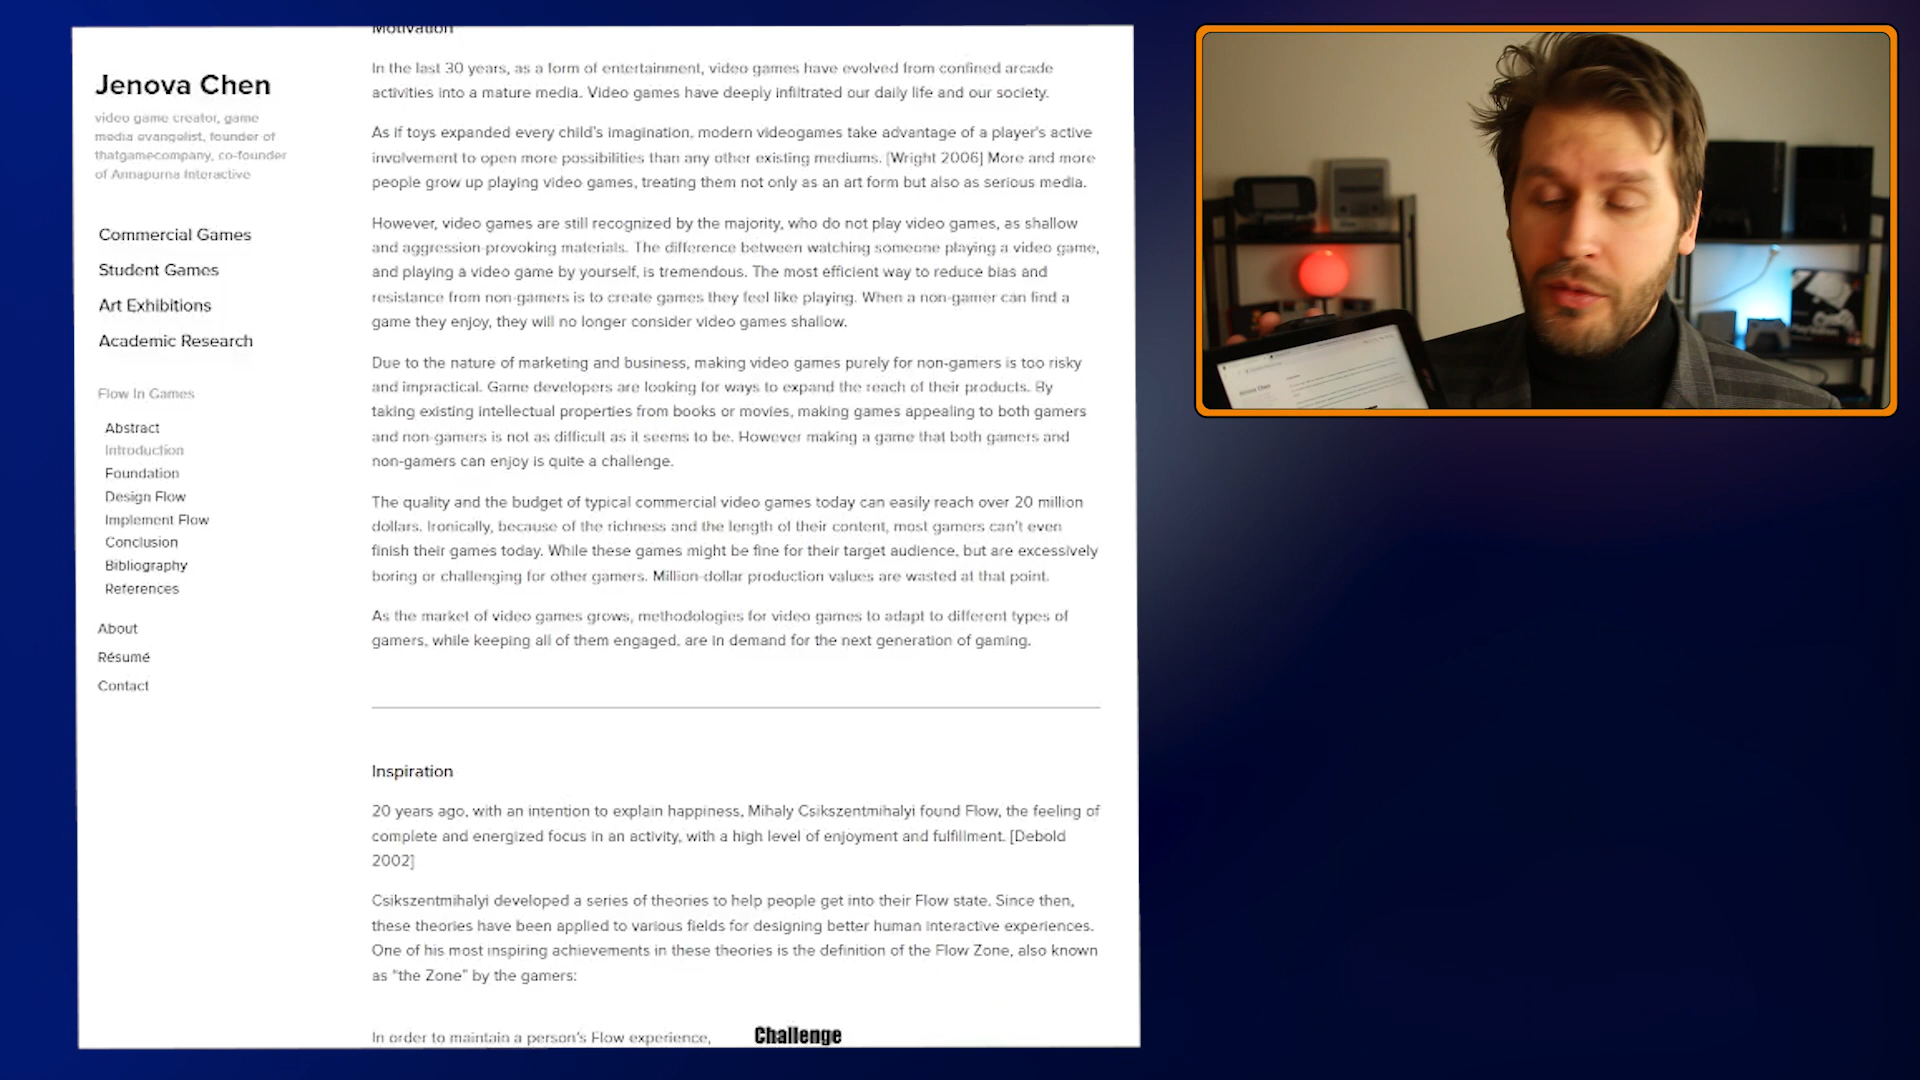 Motivation
Jenova Chen
video game creator, game
media evangelist, founder of
thatgamecompany, co-founder
of Annapurna Interactive
Commercial Games
Student Games
Art Exhibitions
Academic Research
Flow In Games
Abstract
Introduction
Foundation
Design Flow
Implement Flow
Conclusion
Bibliography
References
About
Résumé
Contact
In the last 30 years, as a form of entertainment, video games have evolved from confined arcade
activities into a mature media. Video games have deeply infiltrated our daily life and our society.
As if toys expanded every child's imagination, modern videogames take advantage of a player's active
involvement to open more possibilities than any other existing mediums. [Wright 2006] More and more
people grow up playing video games, treating them not only as an art form but also as serious media.
However, video games are still recognized by the majority, who do not play video games, as shallow
and aggression-provoking materials. The difference between watching someone playing a video game,
and playing a video game by yourself, is tremendous. The most efficient way to reduce bias and
resistance from non-gamers is to create games they feel like playing. When a non-gamer can find a
game they enjoy, they will no longer consider video games shallow.
Due to the nature of marketing and business, making video games purely for non-gamers is too risky
and impractical. Game developers are looking for ways to expand the reach of their products. By
taking existing intellectual properties from books or movies, making games appealing to both gamers
and non-gamers is not as difficult as it seems to be. However making a game that both gamers and
non-gamers can enjoy is quite a challenge.
The quality and the budget of typical commercial video games today can easily reach over 20 million
dollars. Ironically, because of the richness and the length of their content, most gamers can't even
finish their games today. While these games might be fine for their target audience, but are excessively
boring or challenging for other gamers. Million-dollar production values are wasted at that point.
As the market of video games grows, methodologies for video games to adapt to different types of
gamers, while keeping all of them engaged, are in demand for the next generation of gaming.
Inspiration
20 years ago, with an intention to explain happiness, Mihaly Csikszentmihalyi found Flow, the feeling of
complete and energized focus in an activity, with a high level of enjoyment and fulfillment. [Debold
2002]
Csikszentmihalyi developed a series of theories to help people get into their Flow state. Since then,
these theories have been applied to various fields for designing better human interactive experiences.
One of his most inspiring achievements in these theories is the definition of the Flow Zone, also known
as "the Zone" by the gamers:
In order to maintain a person's Flow experience,
Challenge
Jenova Chen